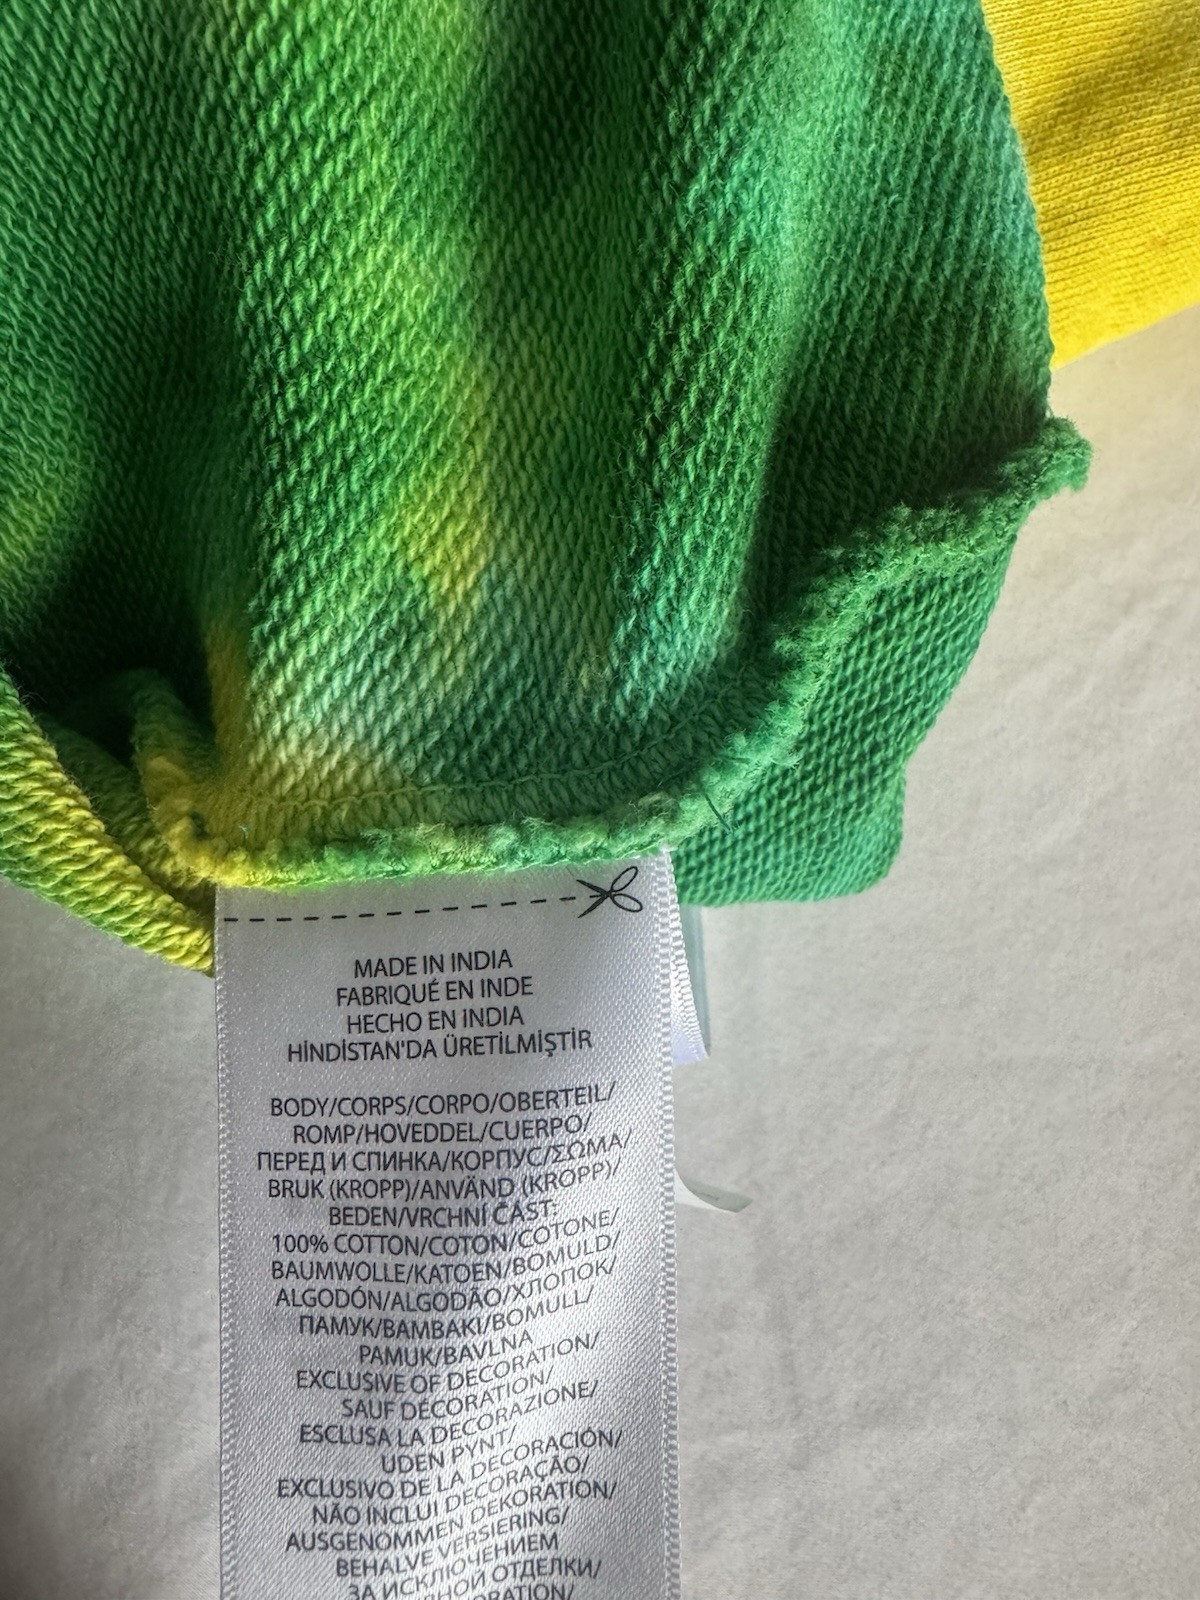 MADE IN INDIA
FABRIQUÉ EN INDE
HECHO EN INDIA
HİNDİSTAN'DA ÜRETİLMİŞTİR
BODY/CORPS/CORPO/OBERTEIL/
ROMP/HOVEDDEL/CUERPO/
ПЕРЕД И СПИНКА/КОРПУС/ΣΩΜΑ/
BRUK (KROPP)/ANVÄND (KROPP)/
BEDEN/VRCHNÍ ČÁST:
100% COTTON/COTON/COTONE/
BAUMWOLLE/KATOEN/BOMULD/
ALGODÓN/ALGODÃO/ХЛОПОК/
ПАМУК/ΒΑΜΒΑΚΙ/BOMULL/
PAMUK/BAVLNA
EXCLUSIVE OF DECORATION/
SAUF DÉCORATION/
ESCLUSA LA DECORAZIONE/
UDEN PYNT/
EXCLUSIVO DE LA DECORACIÓN/
NÃO INCLUI DECORAÇÃO/
AUSGENOMMEN DEKORATION/
BEHALVE VERSIERING/
ЗА ИСКЛЮЧЕНИЕМ
ОТДЕЛКИ/